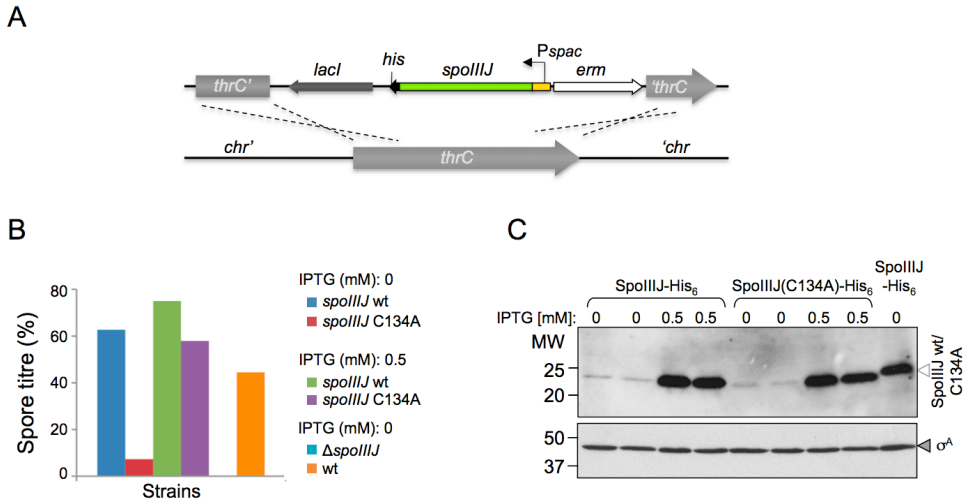 A
Pspac
his
thrC’
lacI
spoIIIJ
erm
‘thrC
chr’
thrC
‘chr
B
Spore titre (%)
80
60
40
20
0
Strains
IPTG (mM): 0
spoIIIJ wt
spoIIIJ C134A
IPTG (mM): 0.5
spoIIIJ wt
spoIIIJ C134A
IPTG (mM): 0
ΔspoIIIJ
wt
C
SpoIIIJ-His6
SpoIIIJ(C134A)-His6
SpoIIIJ
-His6
IPTG [mM]: 0 0 0.5 0.5 0 0 0.5 0.5 0
MW
25
20
SpoIIIJ wt/
C134A
50
37
σA